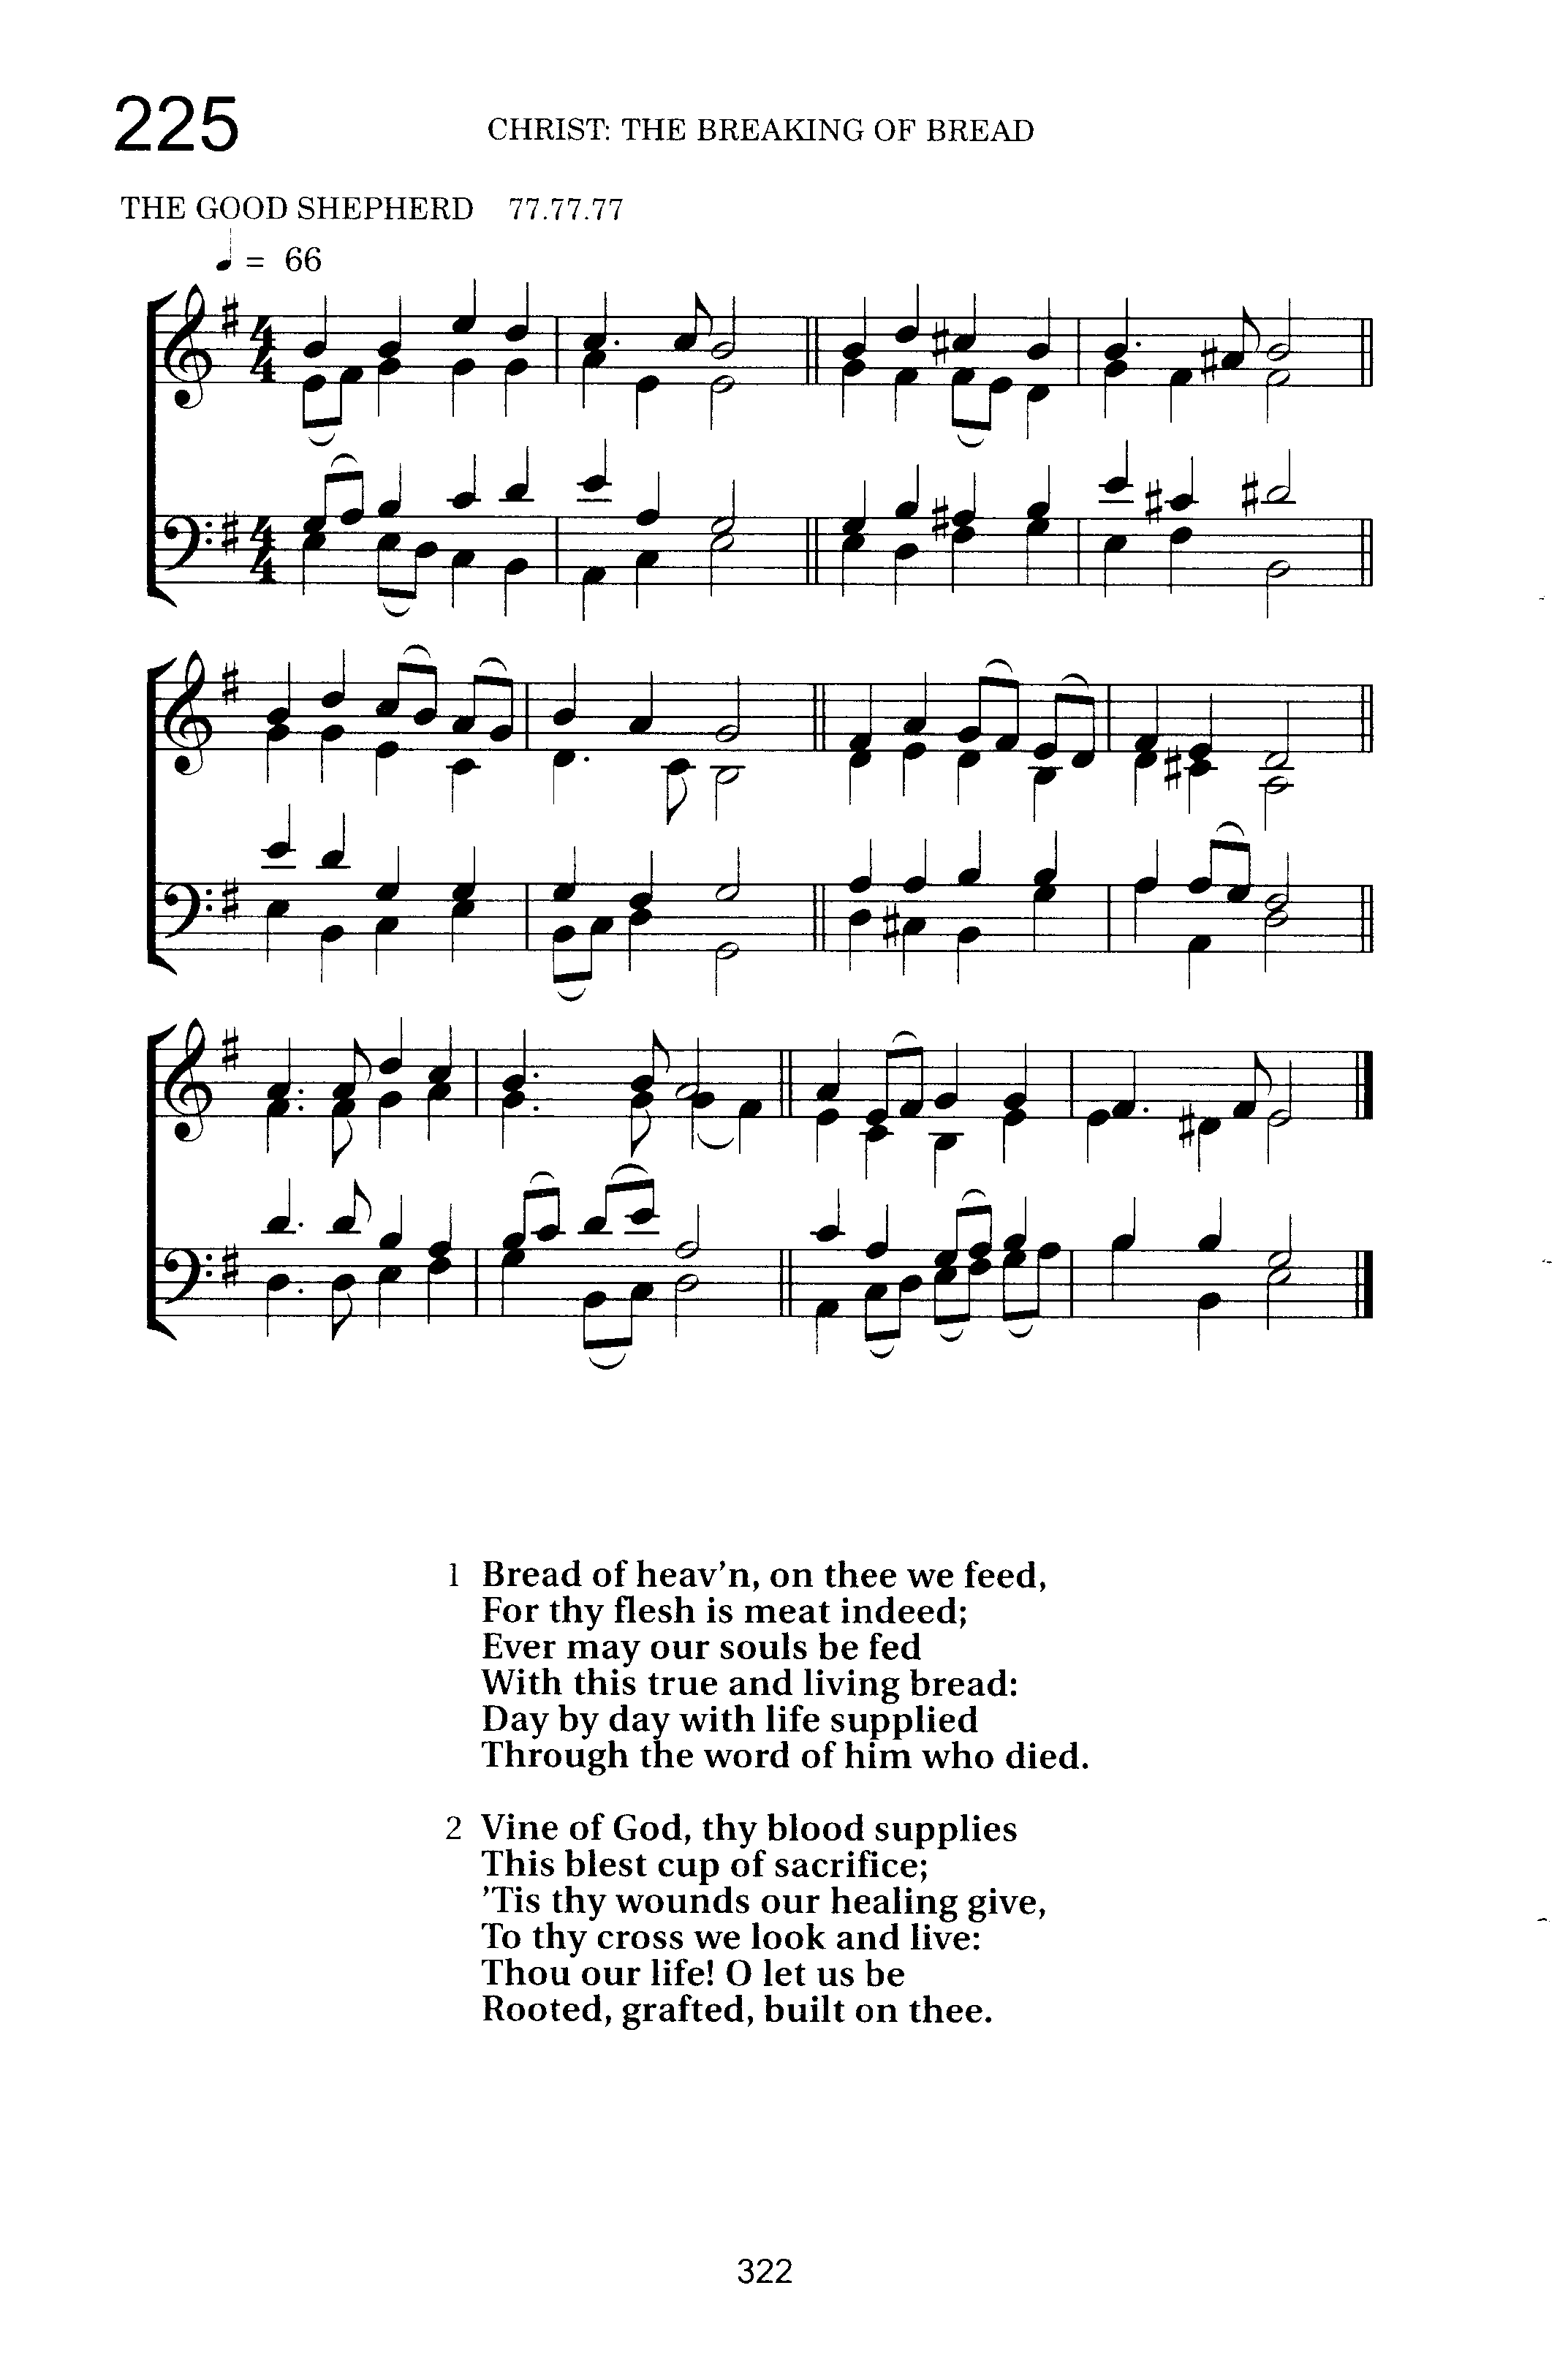 225
CHRIST: THE BREAKING OF BREAD
THE GOOD SHEPHERD 77.77.77
♩ = 66
1 Bread of heav’n, on thee we feed,
For thy flesh is meat indeed;
Ever may our souls be fed
With this true and living bread:
Day by day with life supplied
Through the word of him who died.
2 Vine of God, thy blood supplies
This blest cup of sacrifice;
’Tis thy wounds our healing give,
To thy cross we look and live:
Thou our life! O let us be
Rooted, grafted, built on thee.
322